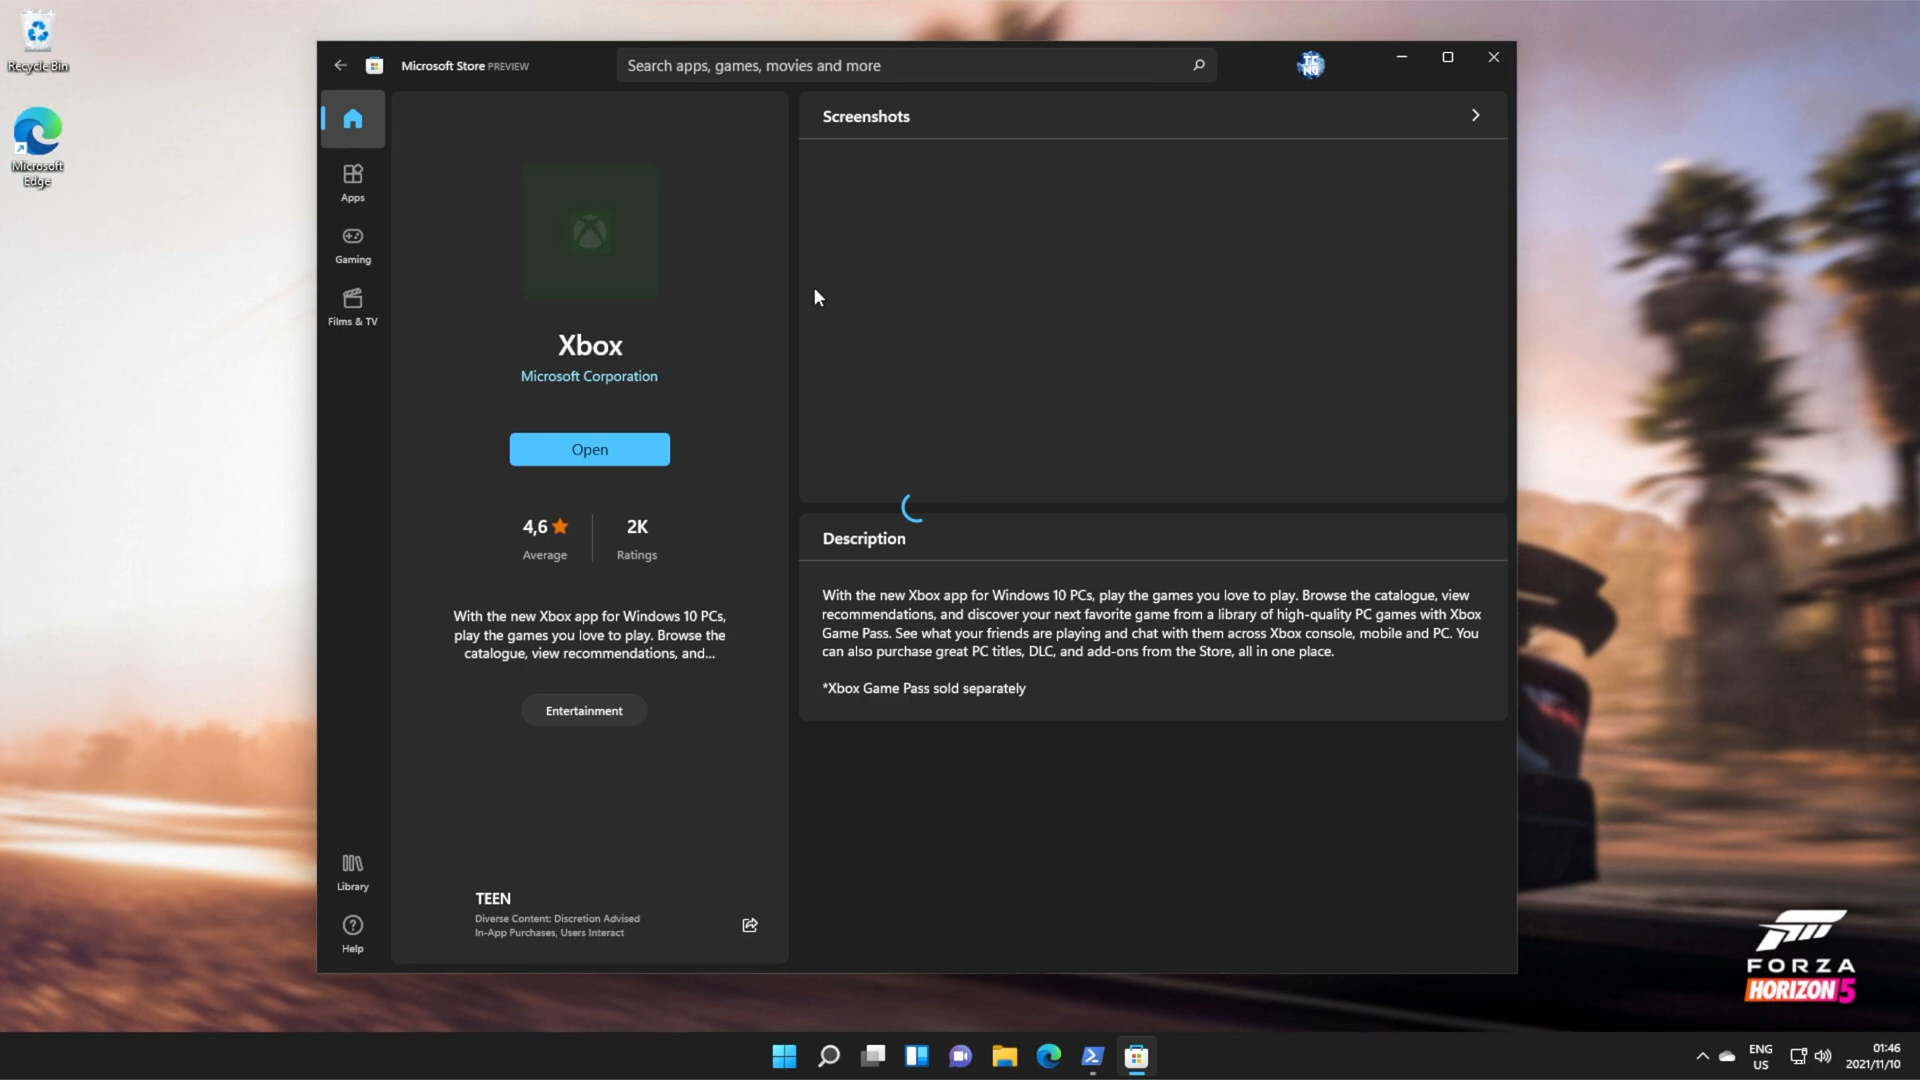 Recycle Bin
Microsoft
Edge
Microsoft Store PREVIEW
Search apps, games, movies and more
TC
NO
Apps
Gaming
Films & TV
Library
Help
Xbox
Microsoft Corporation
Open
4,6
Average
2K
Ratings
With the new Xbox app for Windows 10 PCs,
play the games you love to play. Browse the
catalogue, view recommendations, and...
Entertainment
TEEN
Diverse Content: Discretion Advised
In-App Purchases, Users Interact
Screenshots
Description
With the new Xbox app for Windows 10 PCs, play the games you love to play. Browse the catalogue, view
recommendations, and discover your next favorite game from a library of high-quality PC games with Xbox
Game Pass. See what your friends are playing and chat with them across Xbox console, mobile and PC. You
can also purchase great PC titles, DLC, and add-ons from the Store, all in one place.
*Xbox Game Pass sold separately
FORZA
HORIZON 5
ENG
US
01:46
2021/11/10